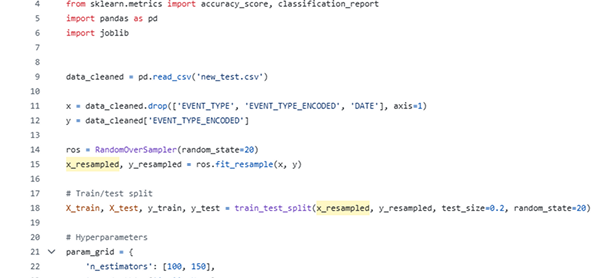 4 from sklearn.metrics import accuracy_score, classification_report
5 import pandas as pd
6 import joblib
7
8
9 data_cleaned = pd.read_csv('new_test.csv')
10
11 x = data_cleaned.drop(['EVENT_TYPE', 'EVENT_TYPE_ENCODED', 'DATE'], axis=1)
12 y = data_cleaned['EVENT_TYPE_ENCODED']
13
14 ros = RandomOverSampler(random_state=20)
15 x_resampled, y_resampled = ros.fit_resample(x, y)
16
17 # Train/test split
18 X_train, X_test, y_train, y_test = train_test_split(x_resampled, y_resampled, test_size=0.2, random_state=20)
19
20 # Hyperparameters
21 param_grid = {
22 'n_estimators': [100, 150],